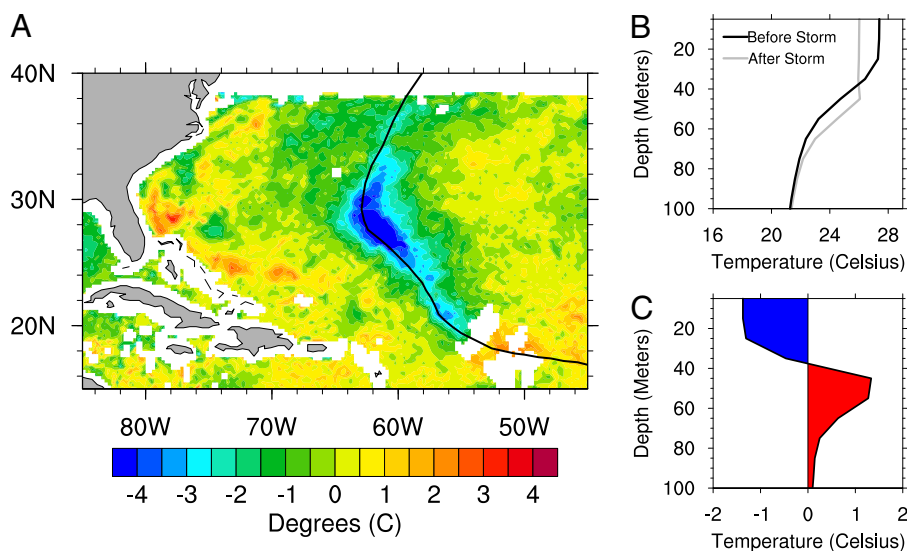 A
40N
30N
20N
80W
70W
60W
50W
-4 -3 -2 -1 0 1 2 3 4
Degrees (C)
B
Before Storm
After Storm
20
40
60
80
100
Depth (Meters)
16 20 24 28
Temperature (Celsius)
C
20
40
60
80
100
Depth (Meters)
-2 -1 0 1 2
Temperature (Celsius)